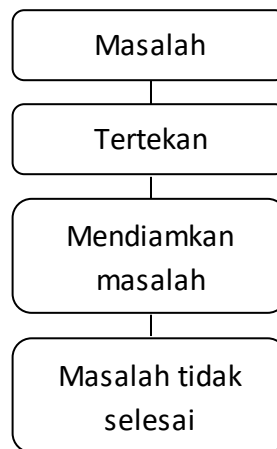 Masalah
Tertekan
Mendiamkan
masalah
Masalah tidak
selesai